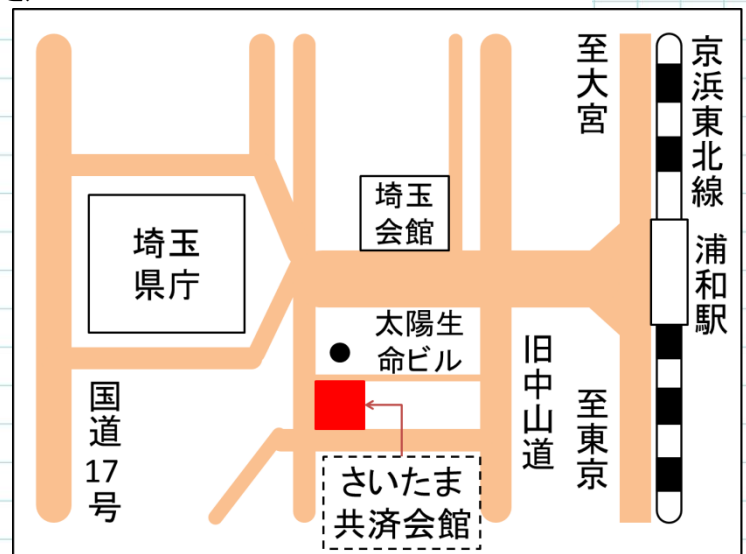 至大宮
京浜東北線
埼玉
会館
埼玉
県庁
浦和駅
太陽生
命ビル
旧中山道
至東京
国道17号
さいたま
共済会館